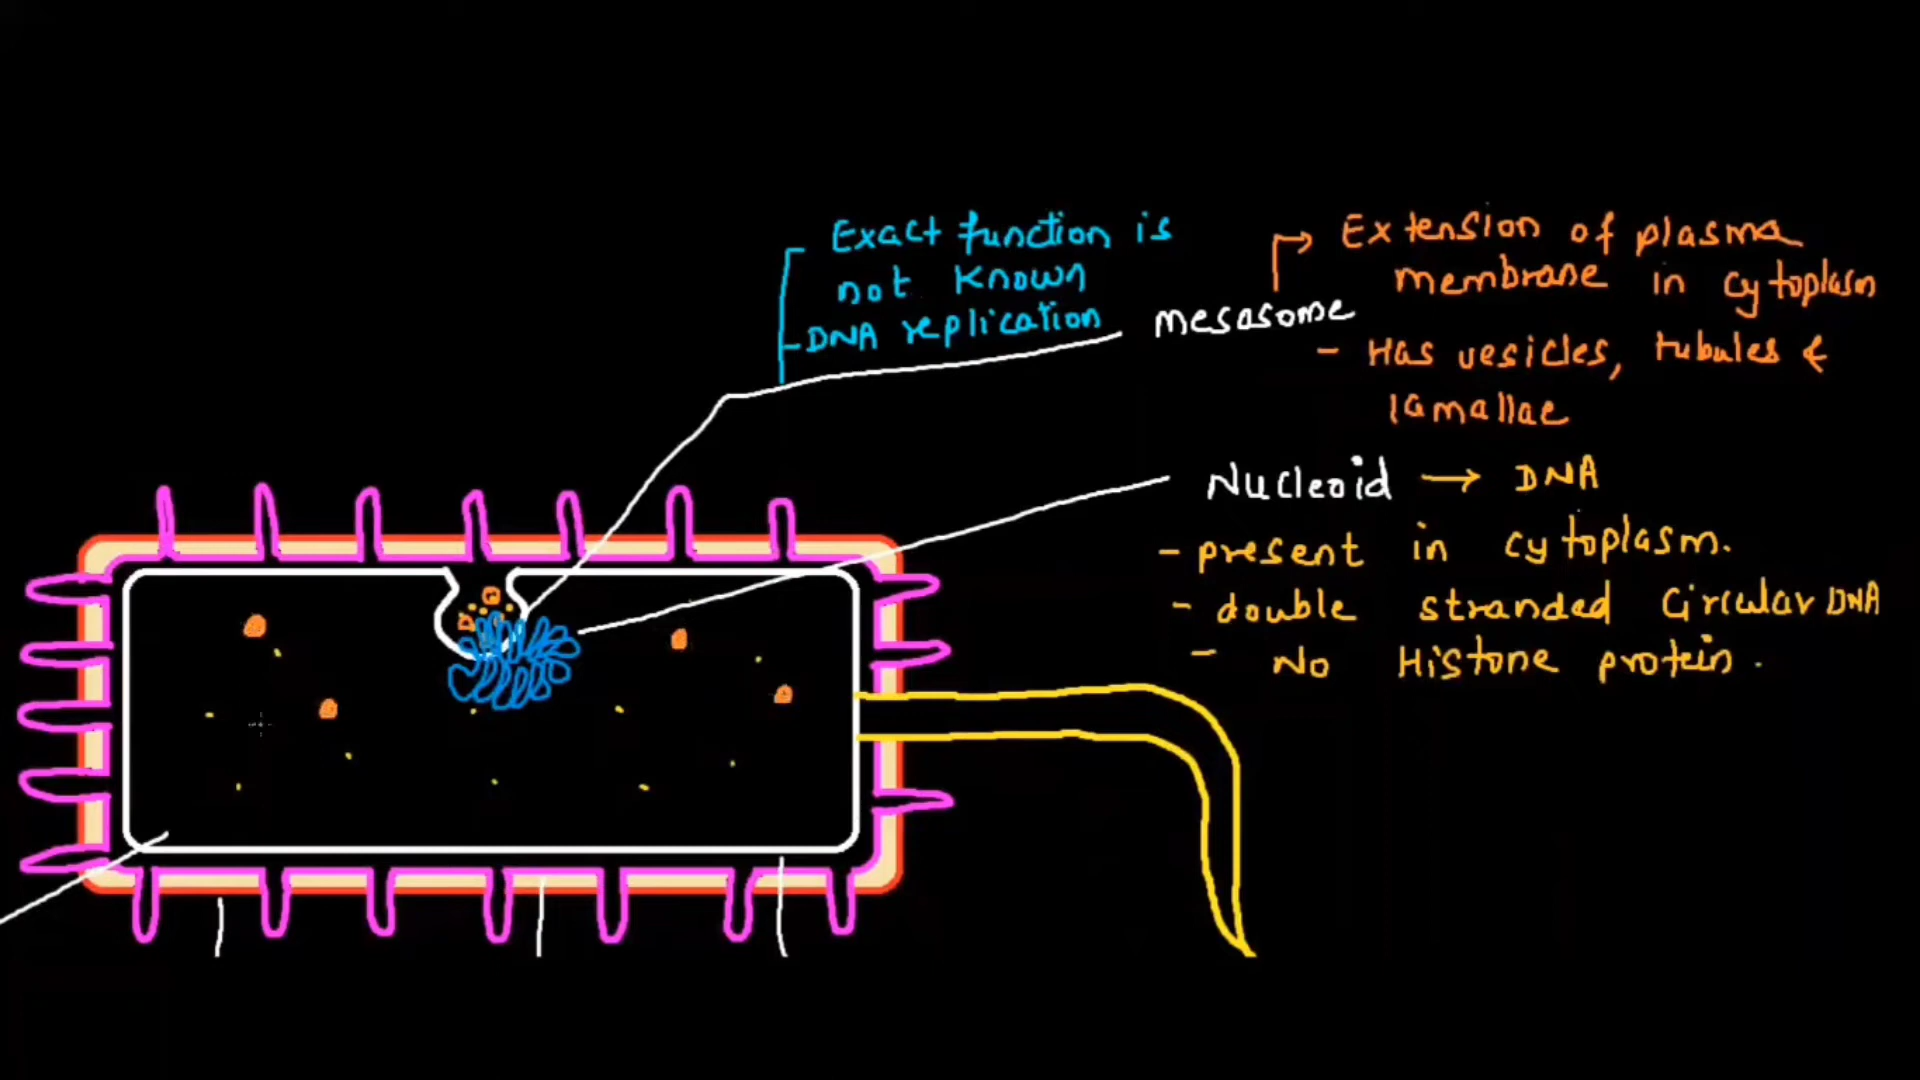 Exact function is
not known
- DNA replication
mesasome
Extension of plasma
membrane in cytoplasm
- Has vesicles, tubules &
lamallae
Nucleoid → DNA
- present in cytoplasm.
- double stranded Circular DNA
- No Histone protein.